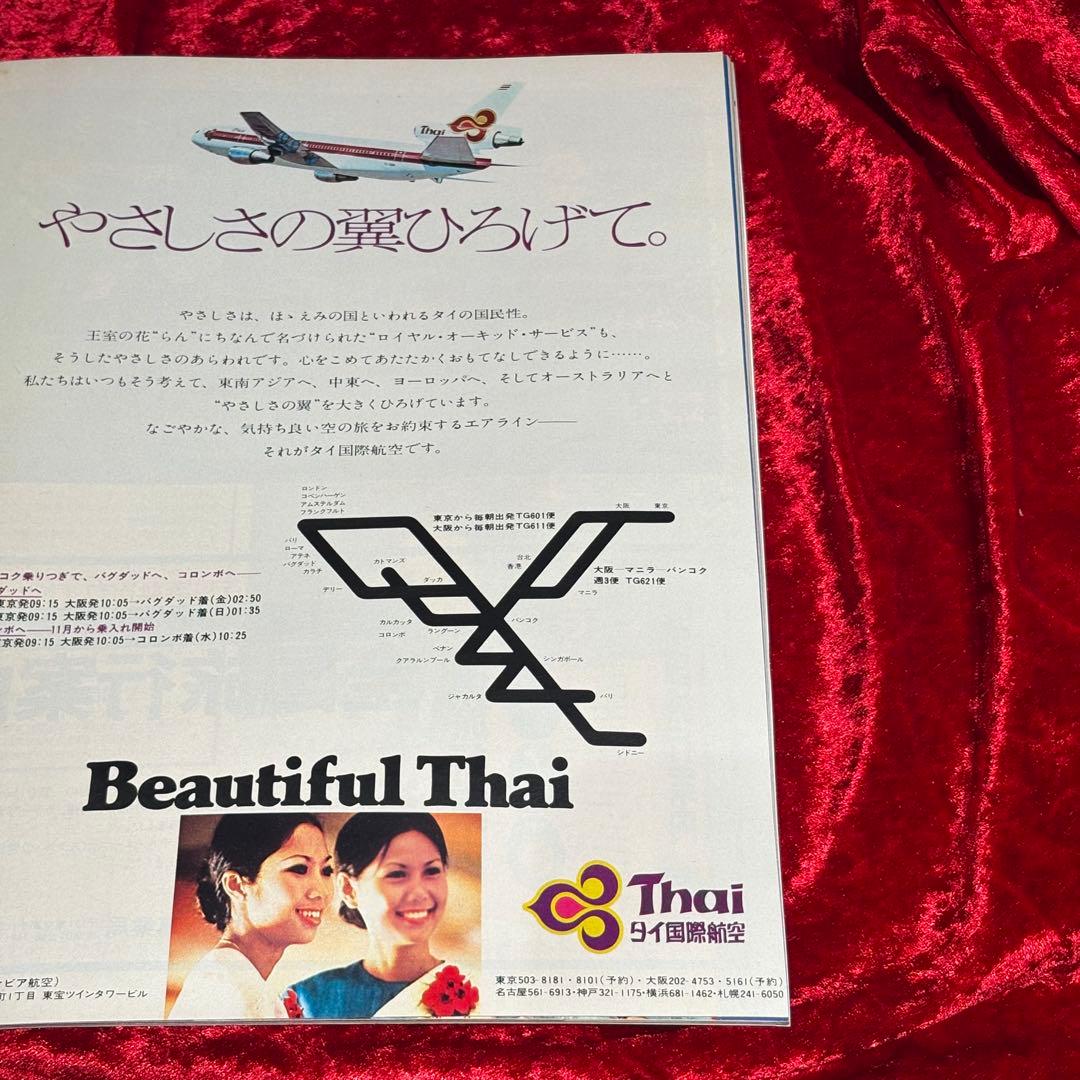 Thai
やさしさの翼ひろげて。
やさしさは、ほゝえみの国といわれるタイの国民性。
王室の花“らん”にちなんで名づけられた“ロイヤル・オーキッド・サービス”も、
そうしたやさしさのあらわれです。心をこめてあたたかくおもてなしできるように……。
私たちはいつもそう考えて、東南アジアへ、中東へ、ヨーロッパへ、そしてオーストラリアへと
“やさしさの翼”を大きくひろげています。
なごやかな、気持ち良い空の旅をお約束するエアライン——
それがタイ国際航空です。
ロンドン
コペンハーゲン
アムステルダム
フランクフルト
パリ
ローマ
アテネ
バグダッド
カラチ
デリー
カトマンズ
ダッカ
カルカッタ
コロンボ
ラングーン
東京から毎朝出発TG601便
大阪から毎朝出発TG611便
大阪
東京
台北
香港
大阪—マニラ—バンコク
週3便 TG621便
マニラ
バンコク
ペナン
クアラルンプール
シンガポール
ジャカルタ
バリ
シドニー
コク乗りつぎで、バグダッドへ、コロンボへ——
ダッドへ
東京発09:15 大阪発10:05→バグダッド着(金)02:50
東京発09:15 大阪発10:05→バグダッド着(日)01:35
ンボへ——11月から乗入れ開始
東京発09:15 大阪発10:05→コロンボ着(水)10:25
Beautiful Thai
Thai
タイ国際航空
ビア航空)
町1丁目 東宝ツインタワービル
東京503-8181・8101(予約)・大阪202-4753・5161(予約)
名古屋561-6913・神戸321-1175・横浜681-1462・札幌241-6050